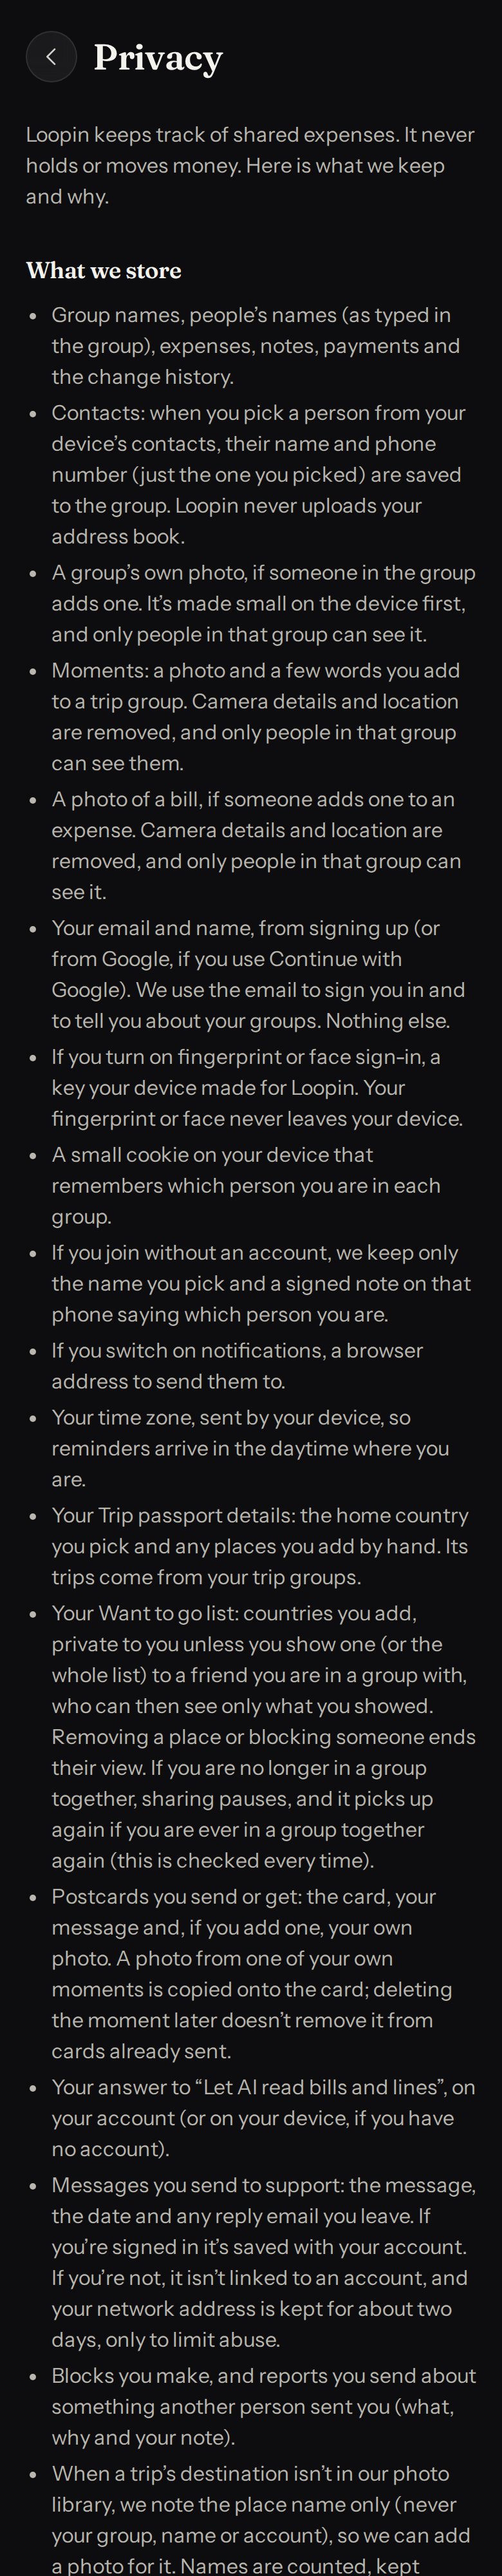 Privacy
Loopin keeps track of shared expenses. It never
holds or moves money. Here is what we keep
and why.
What we store
• Group names, people’s names (as typed in
the group), expenses, notes, payments and
the change history.
• Contacts: when you pick a person from your
device’s contacts, their name and phone
number (just the one you picked) are saved
to the group. Loopin never uploads your
address book.
• A group’s own photo, if someone in the group
adds one. It’s made small on the device first,
and only people in that group can see it.
• Moments: a photo and a few words you add
to a trip group. Camera details and location
are removed, and only people in that group
can see them.
• A photo of a bill, if someone adds one to an
expense. Camera details and location are
removed, and only people in that group can
see it.
• Your email and name, from signing up (or
from Google, if you use Continue with
Google). We use the email to sign you in and
to tell you about your groups. Nothing else.
• If you turn on fingerprint or face sign-in, a
key your device made for Loopin. Your
fingerprint or face never leaves your device.
• A small cookie on your device that
remembers which person you are in each
group.
• If you join without an account, we keep only
the name you pick and a signed note on that
phone saying which person you are.
• If you switch on notifications, a browser
address to send them to.
• Your time zone, sent by your device, so
reminders arrive in the daytime where you
are.
• Your Trip passport details: the home country
you pick and any places you add by hand. Its
trips come from your trip groups.
• Your Want to go list: countries you add,
private to you unless you show one (or the
whole list) to a friend you are in a group with,
who can then see only what you showed.
Removing a place or blocking someone ends
their view. If you are no longer in a group
together, sharing pauses, and it picks up
again if you are ever in a group together
again (this is checked every time).
• Postcards you send or get: the card, your
message and, if you add one, your own
photo. A photo from one of your own
moments is copied onto the card; deleting
the moment later doesn’t remove it from
cards already sent.
• Your answer to “Let AI read bills and lines”, on
your account (or on your device, if you have
no account).
• Messages you send to support: the message,
the date and any reply email you leave. If
you’re signed in it’s saved with your account.
If you’re not, it isn’t linked to an account, and
your network address is kept for about two
days, only to limit abuse.
• Blocks you make, and reports you send about
something another person sent you (what,
why and your note).
• When a trip’s destination isn’t in our photo
library, we note the place name only (never
your group, name or account), so we can add
a photo for it. Names are counted, kept